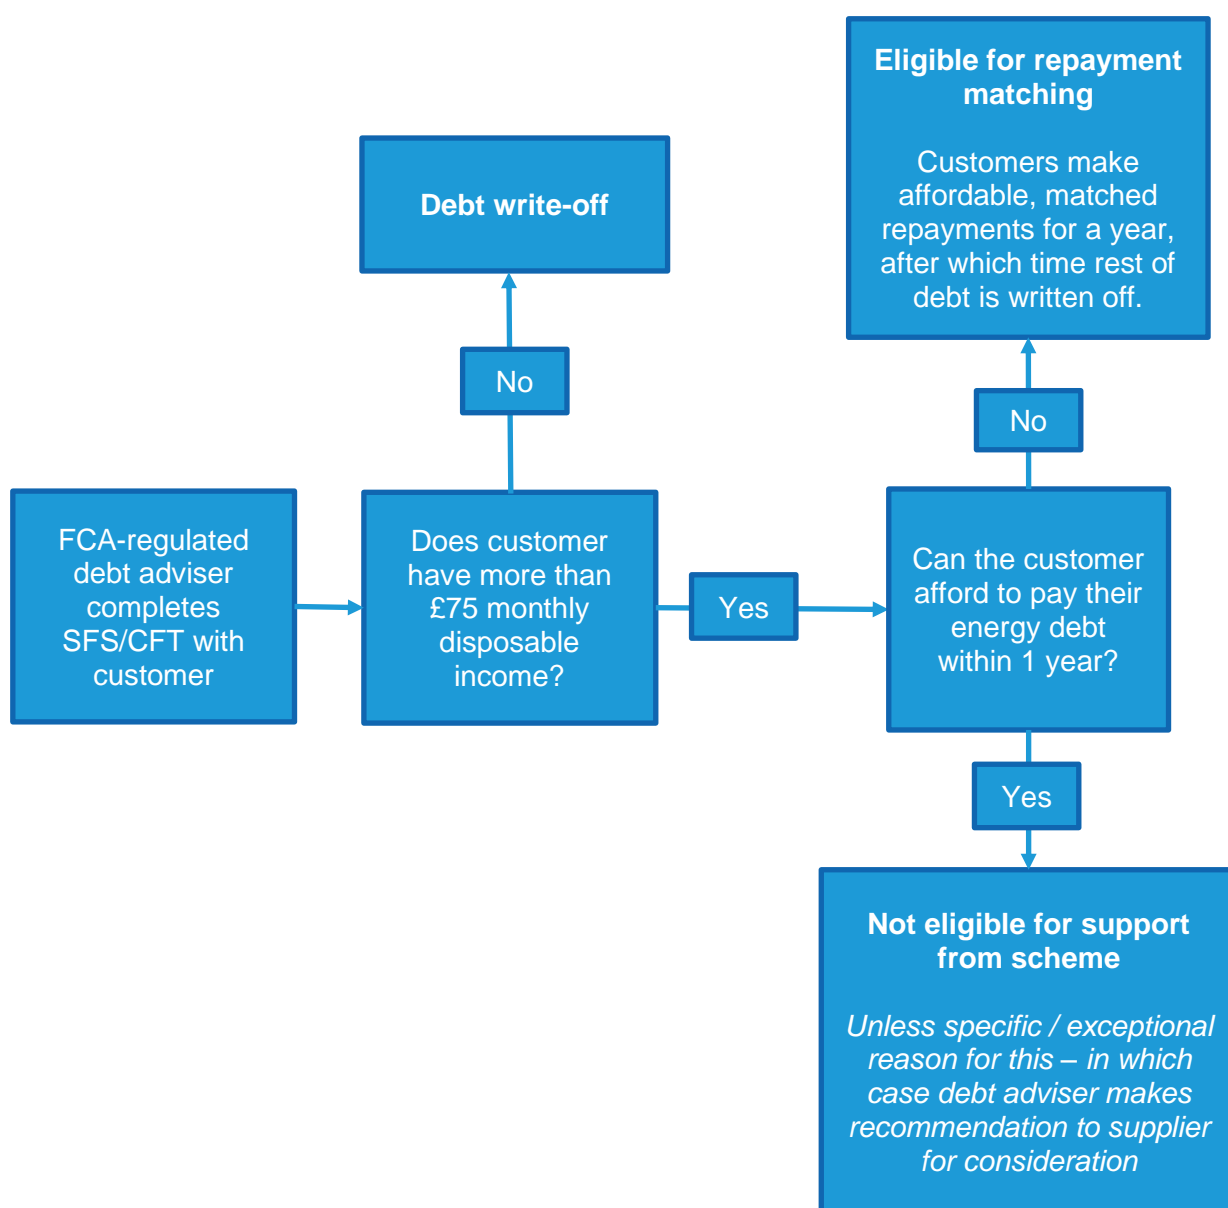 Eligible for repayment
matching
Customers make
affordable, matched
repayments for a year,
after which time rest of
debt is written off.
Debt write-off
No
No
FCA-regulated
debt adviser
completes
SFS/CFT with
customer
Does customer
have more than
£75 monthly
disposable
income?
Yes
Can the customer
afford to pay their
energy debt
within 1 year?
Yes
Not eligible for support
from scheme
Unless specific / exceptional
reason for this – in which
case debt adviser makes
recommendation to supplier
for consideration